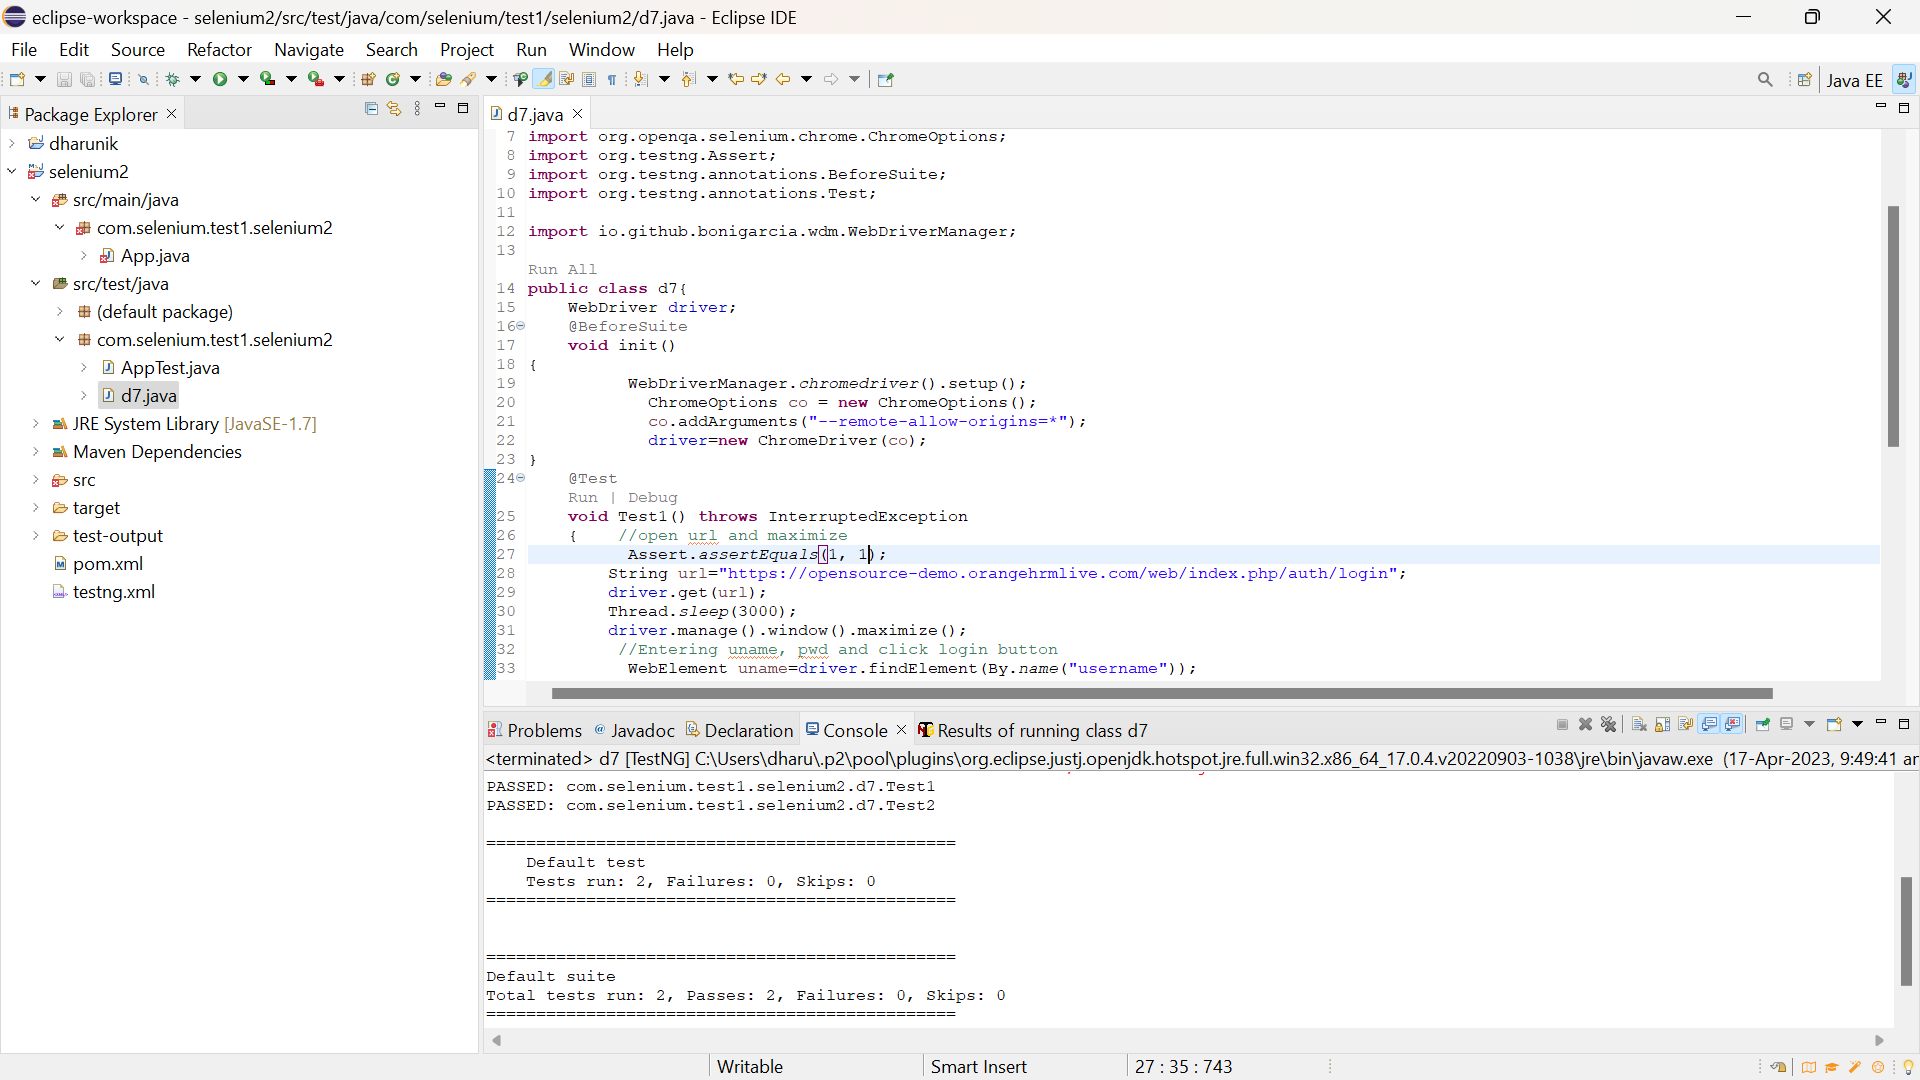 eclipse-workspace - selenium2/src/test/java/com/selenium/test1/selenium2/d7.java - Eclipse IDE
File Edit Source Refactor Navigate Search Project Run Window Help
Java EE
Package Explorer
dharunik
selenium2
src/main/java
com.selenium.test1.selenium2
App.java
src/test/java
(default package)
com.selenium.test1.selenium2
AppTest.java
d7.java
JRE System Library [JavaSE-1.7]
Maven Dependencies
src
target
test-output
pom.xml
testng.xml
d7.java
7 import org.openqa.selenium.chrome.ChromeOptions;
8 import org.testng.Assert;
9 import org.testng.annotations.BeforeSuite;
10 import org.testng.annotations.Test;
11
12 import io.github.bonigarcia.wdm.WebDriverManager;
13
Run All
14 public class d7{
15 WebDriver driver;
16 @BeforeSuite
17 void init()
18 {
19 WebDriverManager.chromedriver().setup();
20 ChromeOptions co = new ChromeOptions();
21 co.addArguments("--remote-allow-origins=*");
22 driver=new ChromeDriver(co);
23 }
24 @Test
Run | Debug
25 void Test1() throws InterruptedException
26 { //open url and maximize
27 Assert.assertEquals(1, 1);
28 String url="https://opensource-demo.orangehrmlive.com/web/index.php/auth/login";
29 driver.get(url);
30 Thread.sleep(3000);
31 driver.manage().window().maximize();
32 //Entering uname, pwd and click login button
33 WebElement uname=driver.findElement(By.name("username"));
Problems Javadoc Declaration Console Results of running class d7
<terminated> d7 [TestNG] C:\Users\dharu\.p2\pool\plugins\org.eclipse.justj.openjdk.hotspot.jre.full.win32.x86_64_17.0.4.v20220903-1038\jre\bin\javaw.exe (17-Apr-2023, 9:49:41 am
PASSED: com.selenium.test1.selenium2.d7.Test1
PASSED: com.selenium.test1.selenium2.d7.Test2
===============================================
Default test
Tests run: 2, Failures: 0, Skips: 0
===============================================
===============================================
Default suite
Total tests run: 2, Passes: 2, Failures: 0, Skips: 0
===============================================
Writable Smart Insert 27 : 35 : 743